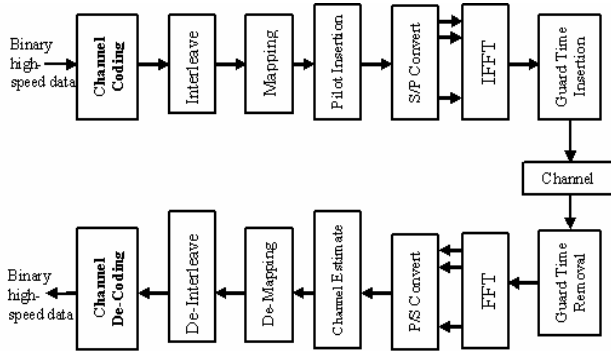 Binary
high-
speed data
Channel
Coding
Interleave
Mapping
Pilot Insertion
S/P Convert
IFFT
Guard Time
Insertion
Channel
Guard Time
Removal
FFT
P/S Convert
Channel Estimate
De-Mapping
De-Interleave
Channel
De-Coding
Binary
high-
speed data